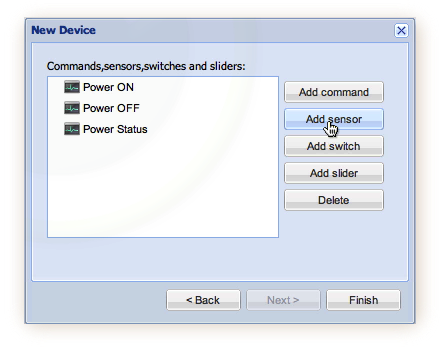 New Device
Commands,sensors,switches and sliders:
Power ON
Power OFF
Power Status
Add command
Add sensor
Add switch
Add slider
Delete
< Back
Next >
Finish